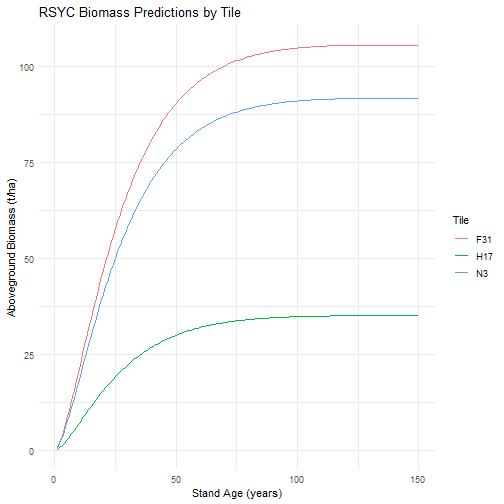 RSYC Biomass Predictions by Tile
Aboveground Biomass (t/ha)
100
75
50
25
0
0
50
100
150
Stand Age (years)
Tile
F31
H17
N3